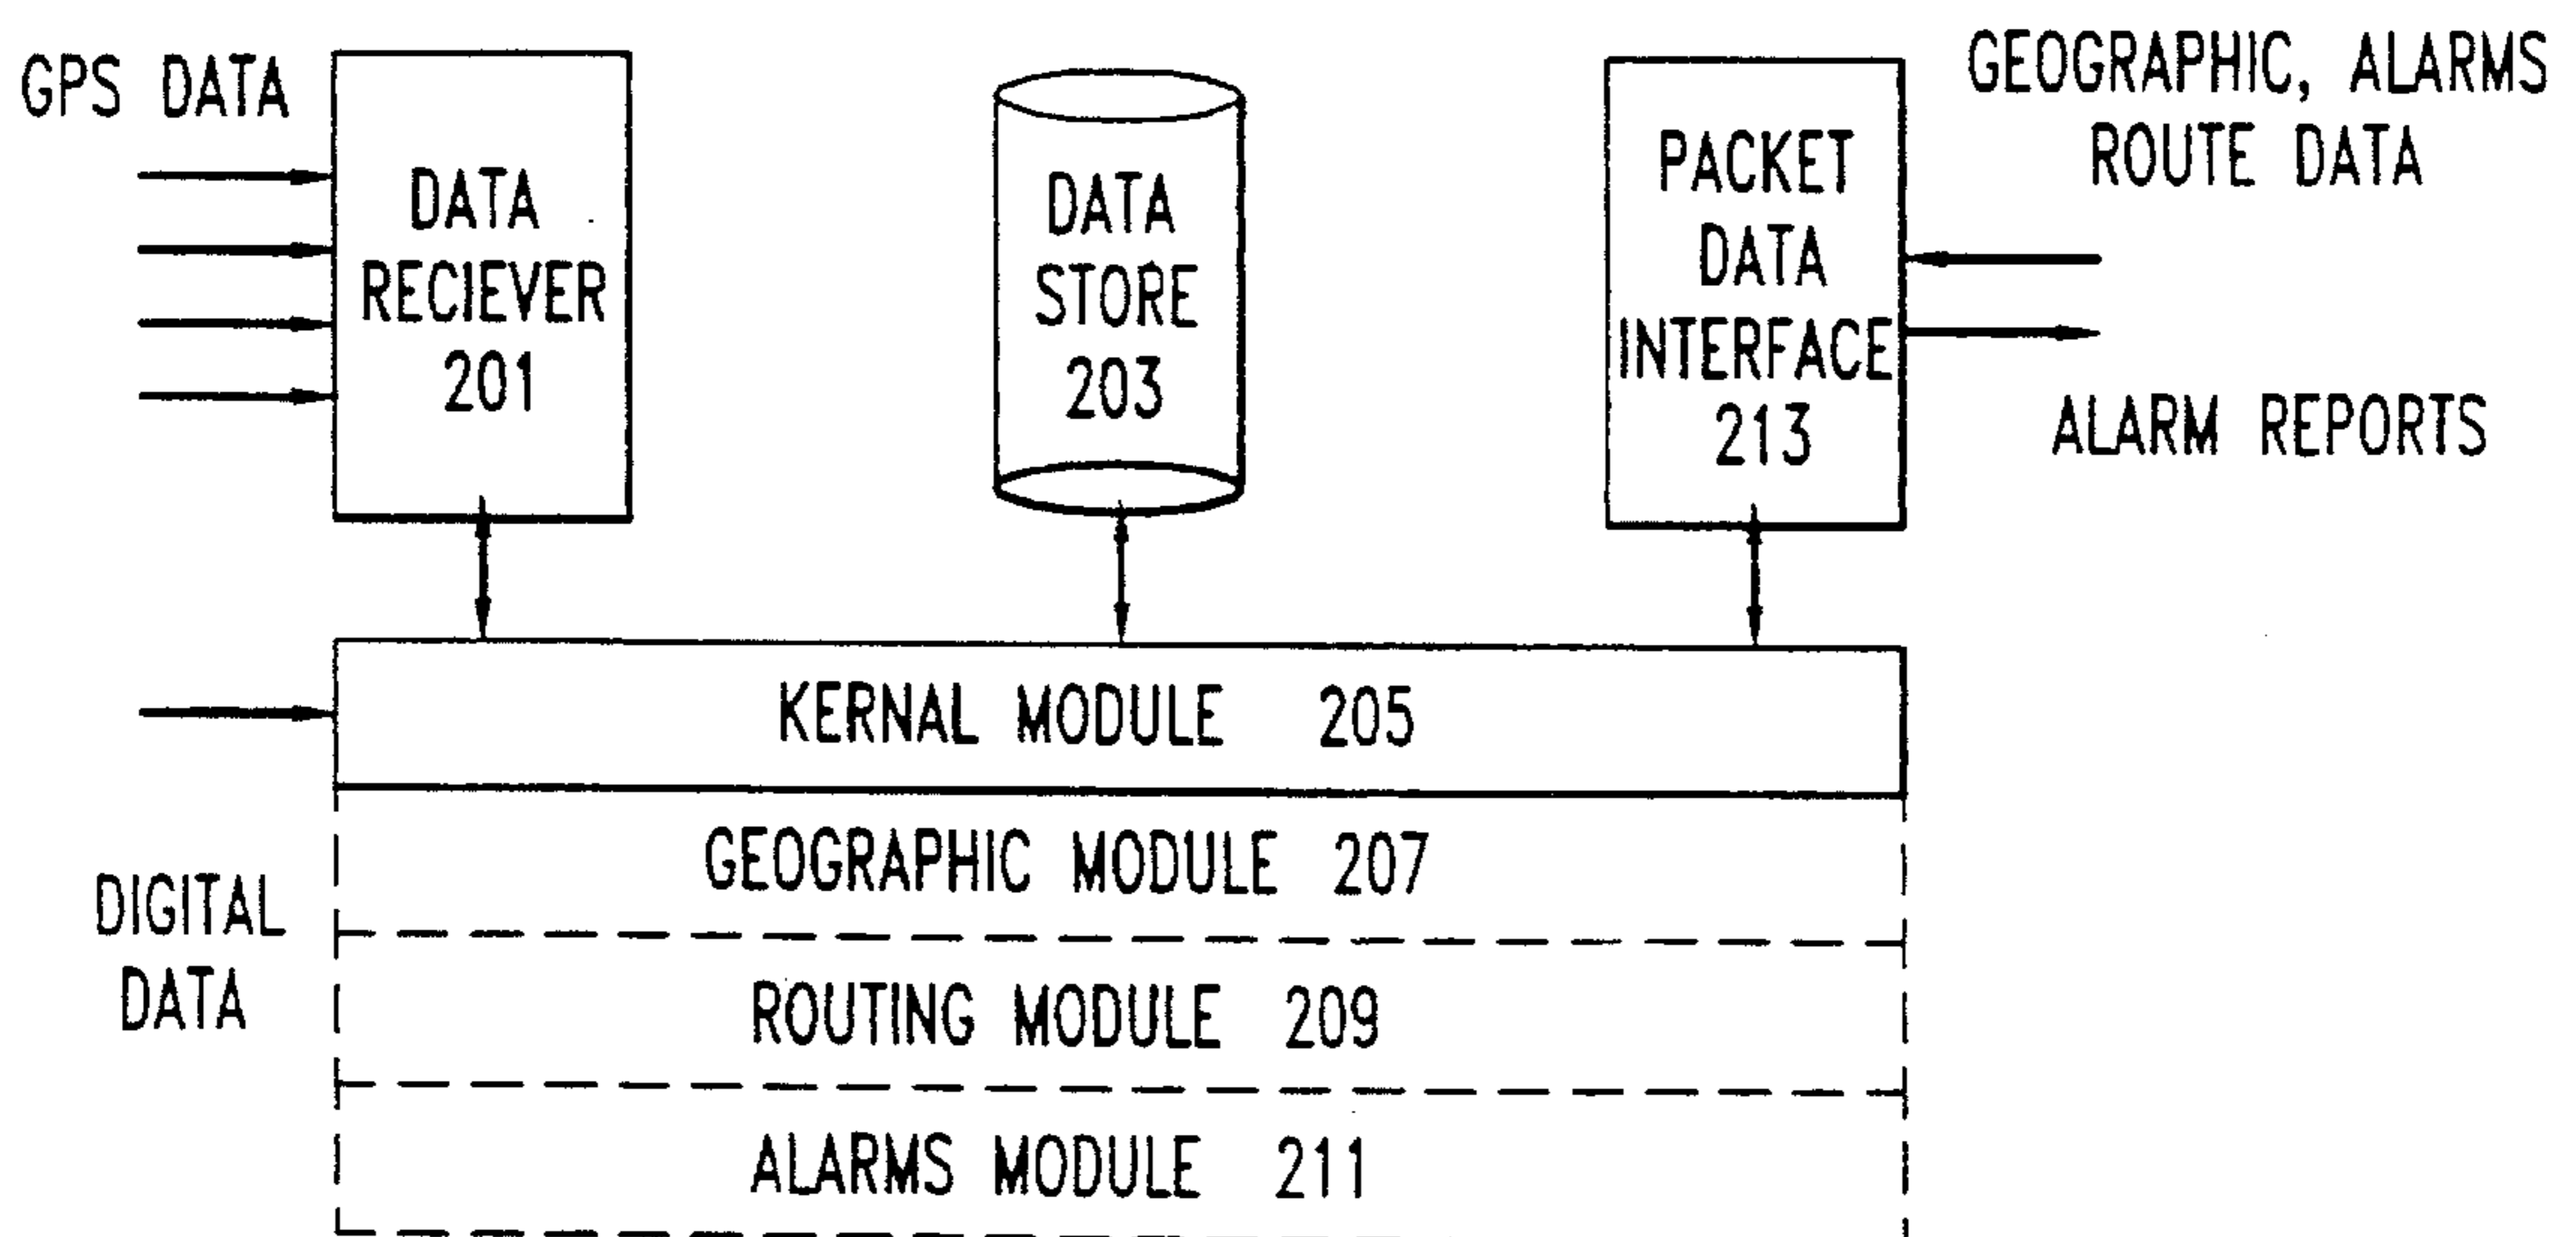 GPS DATA
DATA
RECIEVER
201
DATA
STORE
203
PACKET
DATA
INTERFACE
213
GEOGRAPHIC, ALARMS
ROUTE DATA
ALARM REPORTS
KERNAL MODULE 205
GEOGRAPHIC MODULE 207
DIGITAL
DATA
ROUTING MODULE 209
ALARMS MODULE 211